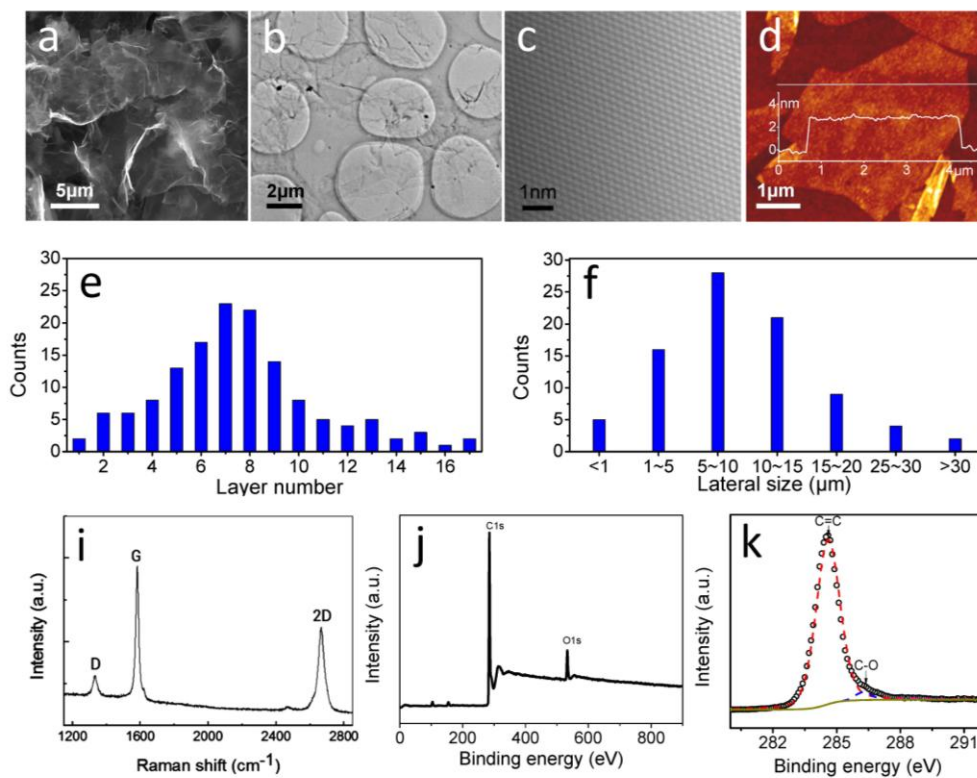 a
5μm
b
2μm
c
1nm
d
4 nm
2
0
1 2 3 4μm
1μm
e
Counts
30
25
20
15
10
5
0
2 4 6 8 10 12 14 16
Layer number
f
Counts
30
25
20
15
10
5
0
<1 1~5 5~10 10~15 15~20 25~30 >30
Lateral size (μm)
i
Intensity (a.u.)
D
G
2D
1200 1600 2000 2400 2800
Raman shift (cm-1)
j
Intensity (a.u.)
C1s
O1s
0 200 400 600 800
Binding energy (eV)
k
Intensity (a.u.)
C=C
C-O
282 285 288 291
Binding energy (eV)